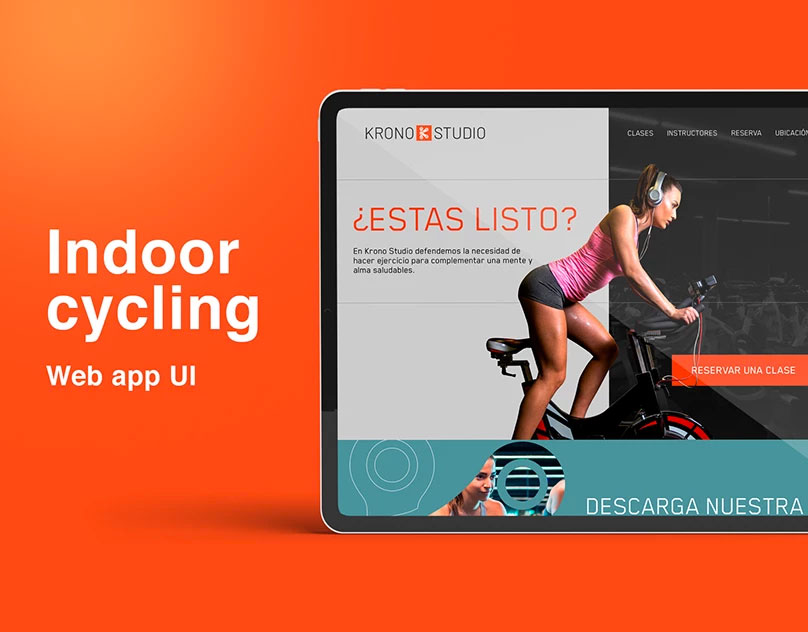 Indoor
cycling
Web app UI
KRONO K STUDIO
CLASES INSTRUCTORES RESERVA UBICACIÓN
¿ESTAS LISTO?
En Krono Studio defendemos la necesidad de
hacer ejercicio para complementar una mente y
alma saludables.
RESERVAR UNA CLASE
DESCARGA NUESTRA